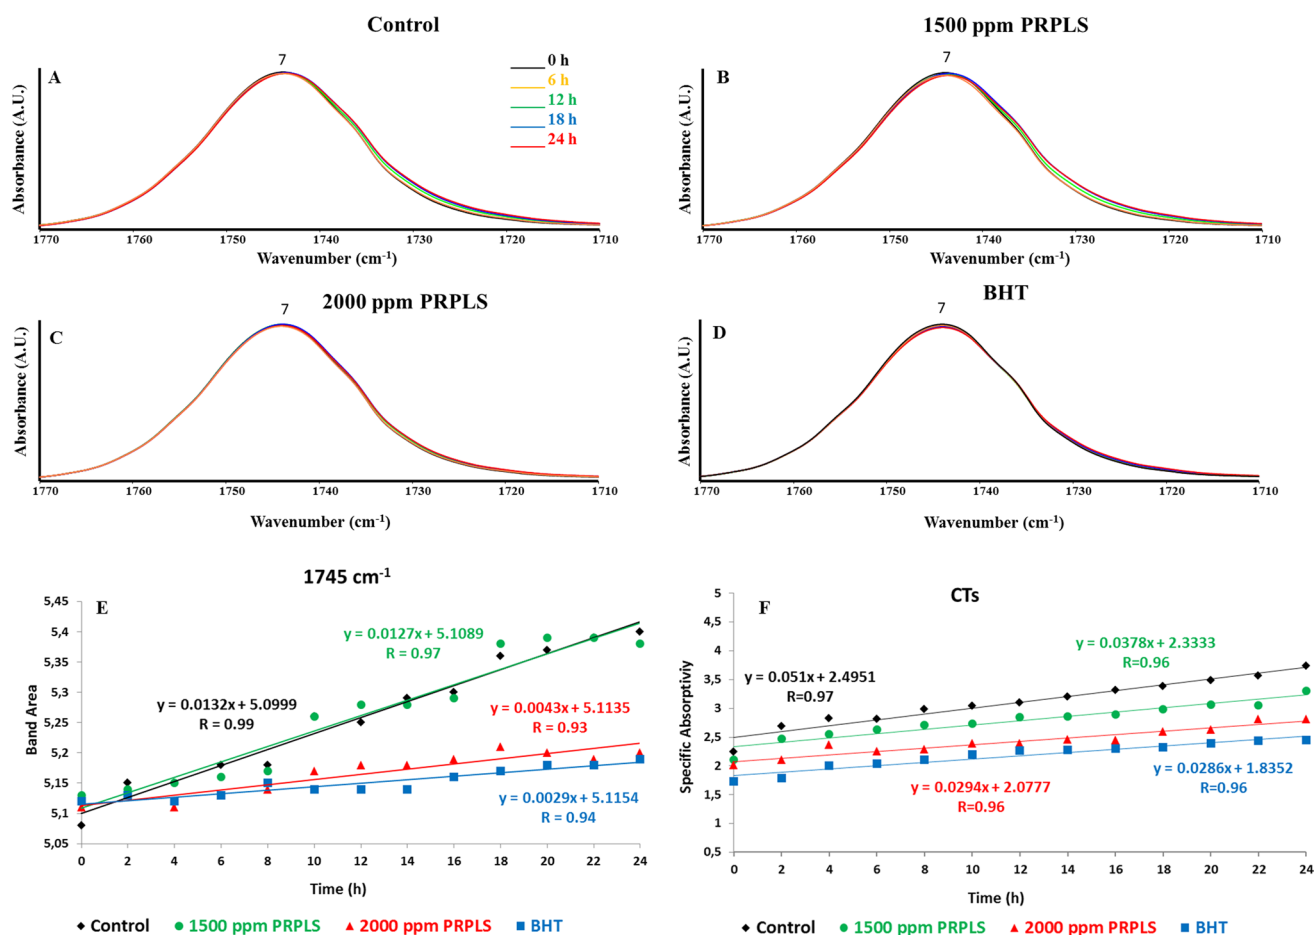 Control
A
7
0 h
6 h
12 h
18 h
24 h
Absorbance (A.U.)
1770
1760
1750
1740
1730
1720
1710
Wavenumber (cm-1)
1500 ppm PRPLS
B
7
Absorbance (A.U.)
1770
1760
1750
1740
1730
1720
1710
Wavenumber (cm-1)
2000 ppm PRPLS
C
7
Absorbance (A.U.)
1770
1760
1750
1740
1730
1720
1710
Wavenumber (cm-1)
BHT
D
7
Absorbance (A.U.)
1770
1760
1750
1740
1730
1720
1710
Wavenumber (cm-1)
1745 cm-1
E
5,45
5,4
5,35
5,3
5,25
5,2
5,15
5,1
5,05
Band Area
y = 0.0127x + 5.1089
R = 0.97
y = 0.0132x + 5.0999
R = 0.99
y = 0.0043x + 5.1135
R = 0.93
y = 0.0029x + 5.1154
R = 0.94
0 2 4 6 8 10 12 14 16 18 20 22 24
Time (h)
Control 1500 ppm PRPLS 2000 ppm PRPLS BHT
CTs
F
5
4,5
4
3,5
3
2,5
2
1,5
1
0,5
Specific Absorptiviy
y = 0.0378x + 2.3333
R=0.96
y = 0.051x + 2.4951
R=0.97
y = 0.0294x + 2.0777
R=0.96
y = 0.0286x + 1.8352
R=0.96
0 2 4 6 8 10 12 14 16 18 20 22 24
Time (h)
Control 1500 ppm PRPLS 2000 ppm PRPLS BHT